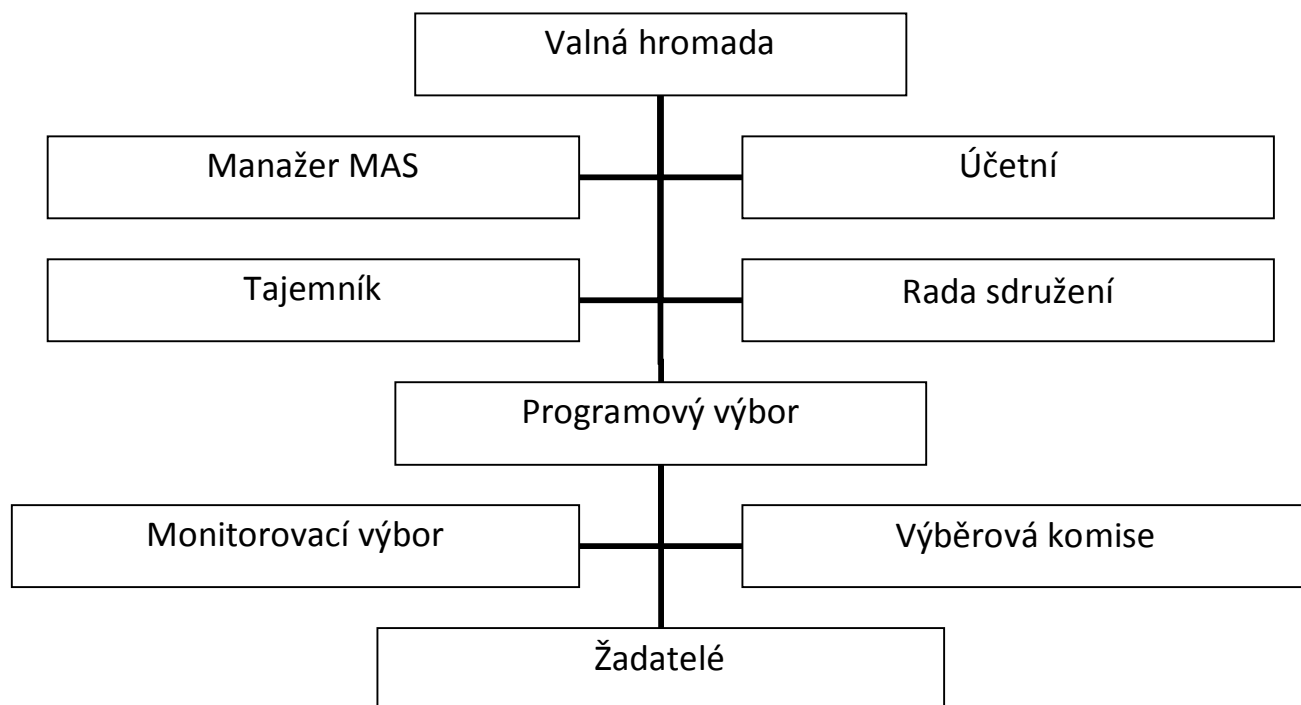 Valná hromada
Manažer MAS
Účetní
Tajemník
Rada sdružení
Programový výbor
Monitorovací výbor
Výběrová komise
Žadatelé